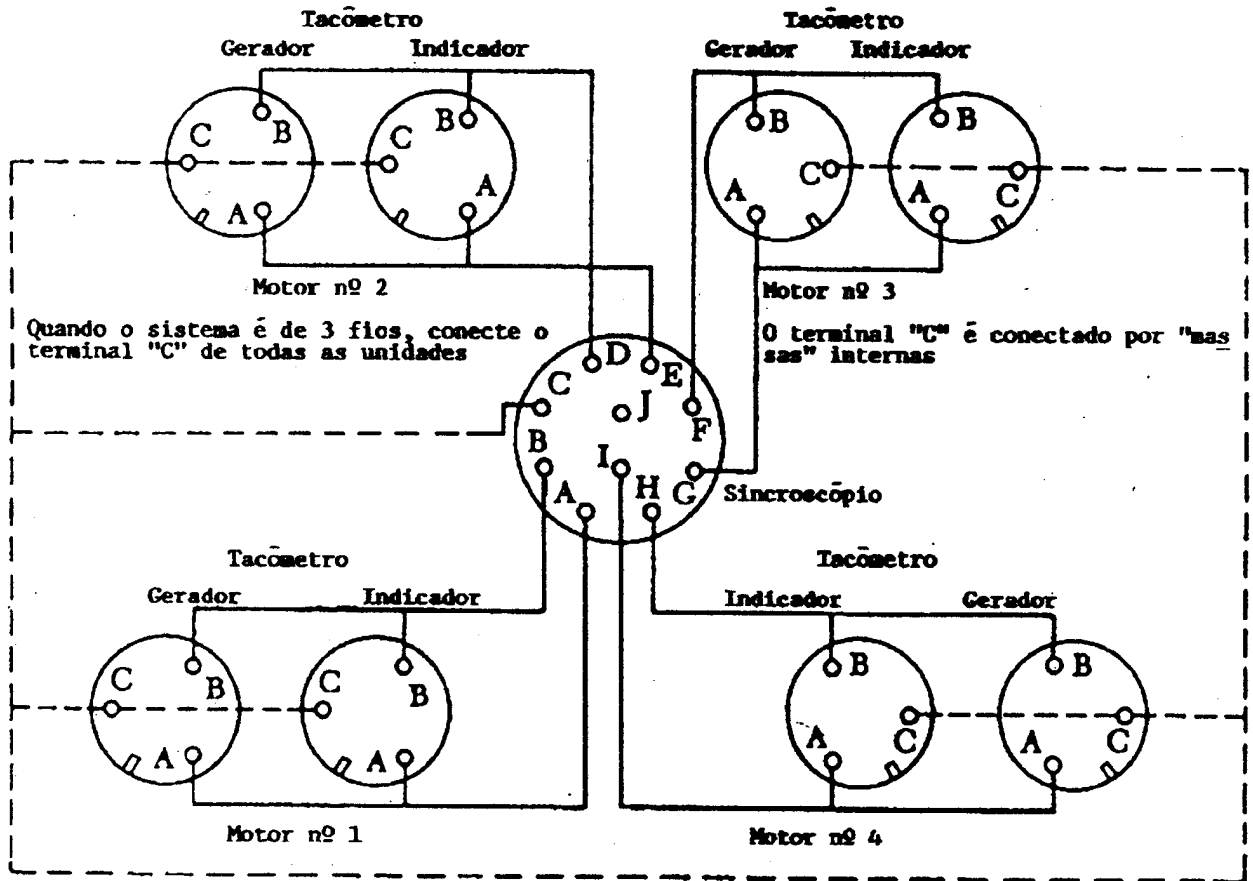 Tacômetro
Gerador Indicador
B
C
B
A
B
C
A
Motor nº 2
Quando o sistema é de 3 fios, conecte o
terminal "C" de todas as unidades
Tacômetro
Gerador Indicador
B
C
A
B
A
C
Motor nº 3
O terminal "C" é conectado por "mas
sas" internas
D
E
C
J
F
B
I
A
H
G
Sincroscópio
Tacômetro
Gerador Indicador
C
B
A
C
B
A
Motor nº 1
Tacômetro
Indicador Gerador
B
A
C
B
A
C
Motor nº 4